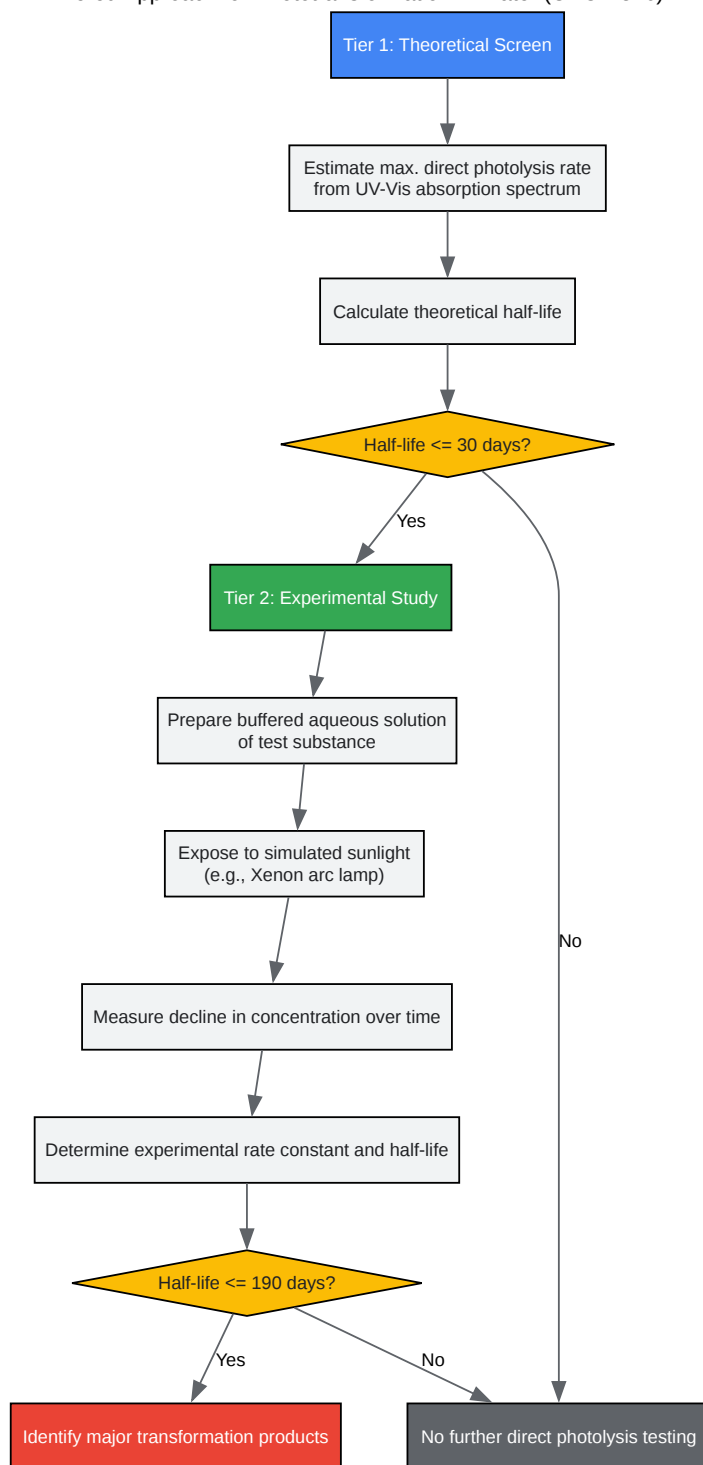 Tier 1: Theoretical Screen
Estimate max. direct photolysis rate
from UV-Vis absorption spectrum
Calculate theoretical half-life
Half-life <= 30 days?
Yes
Tier 2: Experimental Study
Prepare buffered aqueous solution
of test substance
Expose to simulated sunlight
(e.g., Xenon arc lamp)
No
Measure decline in concentration over time
Determine experimental rate constant and half-life
Half-life <= 190 days?
Yes
No
Identify major transformation products
No further direct photolysis testing